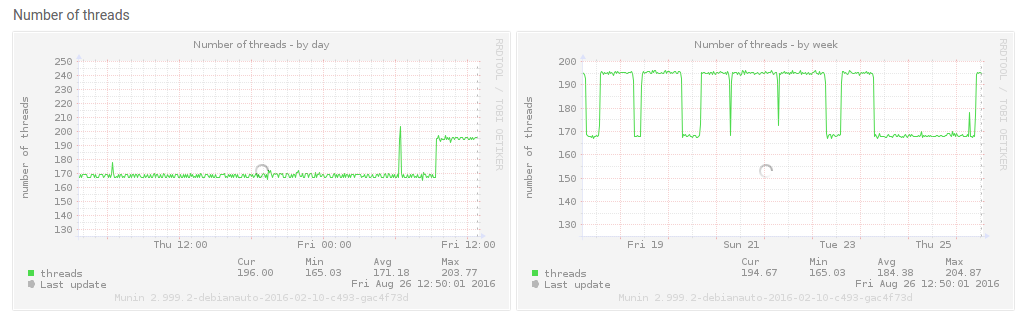 Number of threads
Number of threads - by day
RRDTOOL / TOBI OETIKER
number of threads
250
240
230
220
210
200
190
180
170
160
150
140
130
Thu 12:00 Fri 00:00 Fri 12:00
Cur Min Avg Max
threads 196.00 165.03 171.18 203.77
Last update Fri Aug 26 12:50:01 2016
Munin 2.999.2-debianauto-2016-02-10-c493-gac4f73d
Number of threads - by week
RRDTOOL / TOBI OETIKER
number of threads
200
190
180
170
160
150
140
130
Fri 19 Sun 21 Tue 23 Thu 25
Cur Min Avg Max
threads 194.67 165.03 184.38 204.87
Last update Fri Aug 26 12:50:01 2016
Munin 2.999.2-debianauto-2016-02-10-c493-gac4f73d